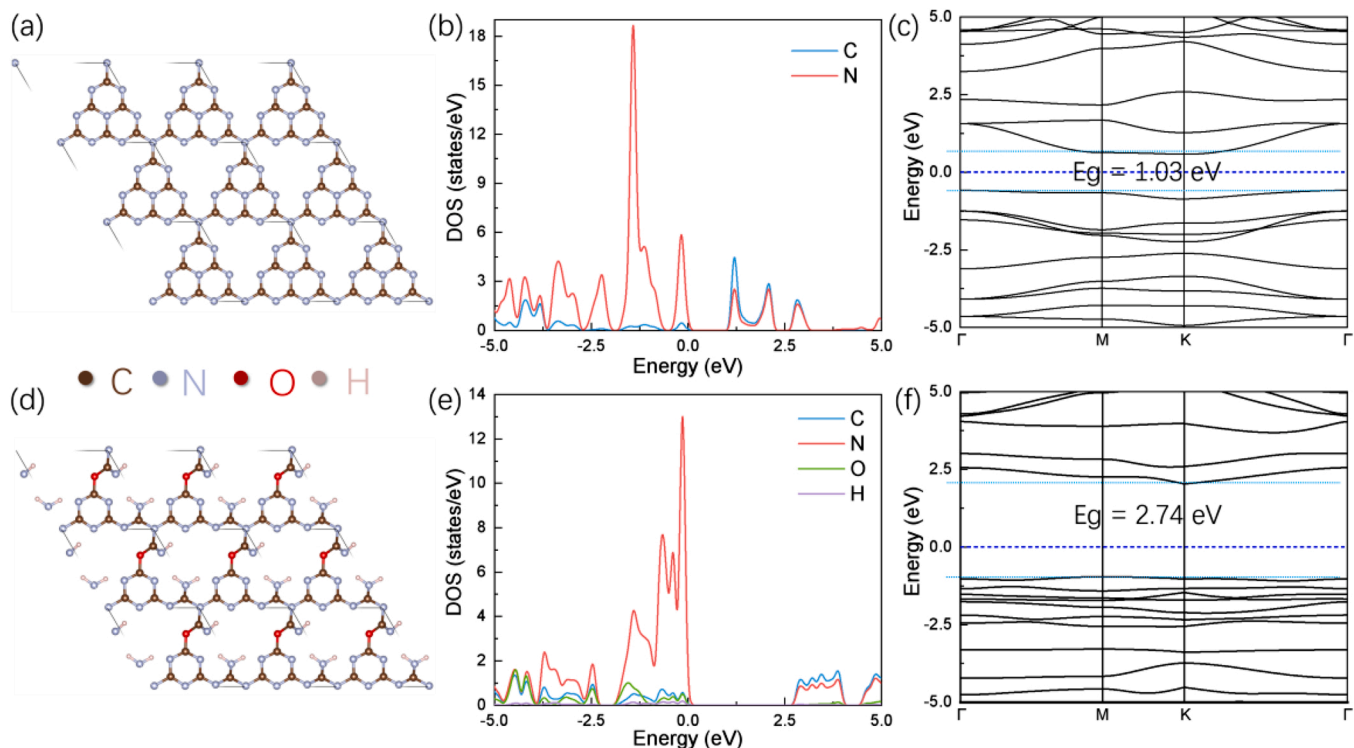 (a)
(b)
DOS (states/eV)
18
15
12
9
6
3
0
C
N
-5.0
-2.5
0.0
2.5
5.0
Energy (eV)
(c)
Energy (eV)
5.0
2.5
0.0
-2.5
-5.0
Eg = 1.03 eV
Γ
M
K
Γ
C N O H
(d)
(e)
DOS (states/eV)
14
12
10
8
6
4
2
0
C
N
O
H
-5.0
-2.5
0.0
2.5
5.0
Energy (eV)
(f)
Energy (eV)
5.0
2.5
0.0
-2.5
-5.0
Eg = 2.74 eV
Γ
M
K
Γ